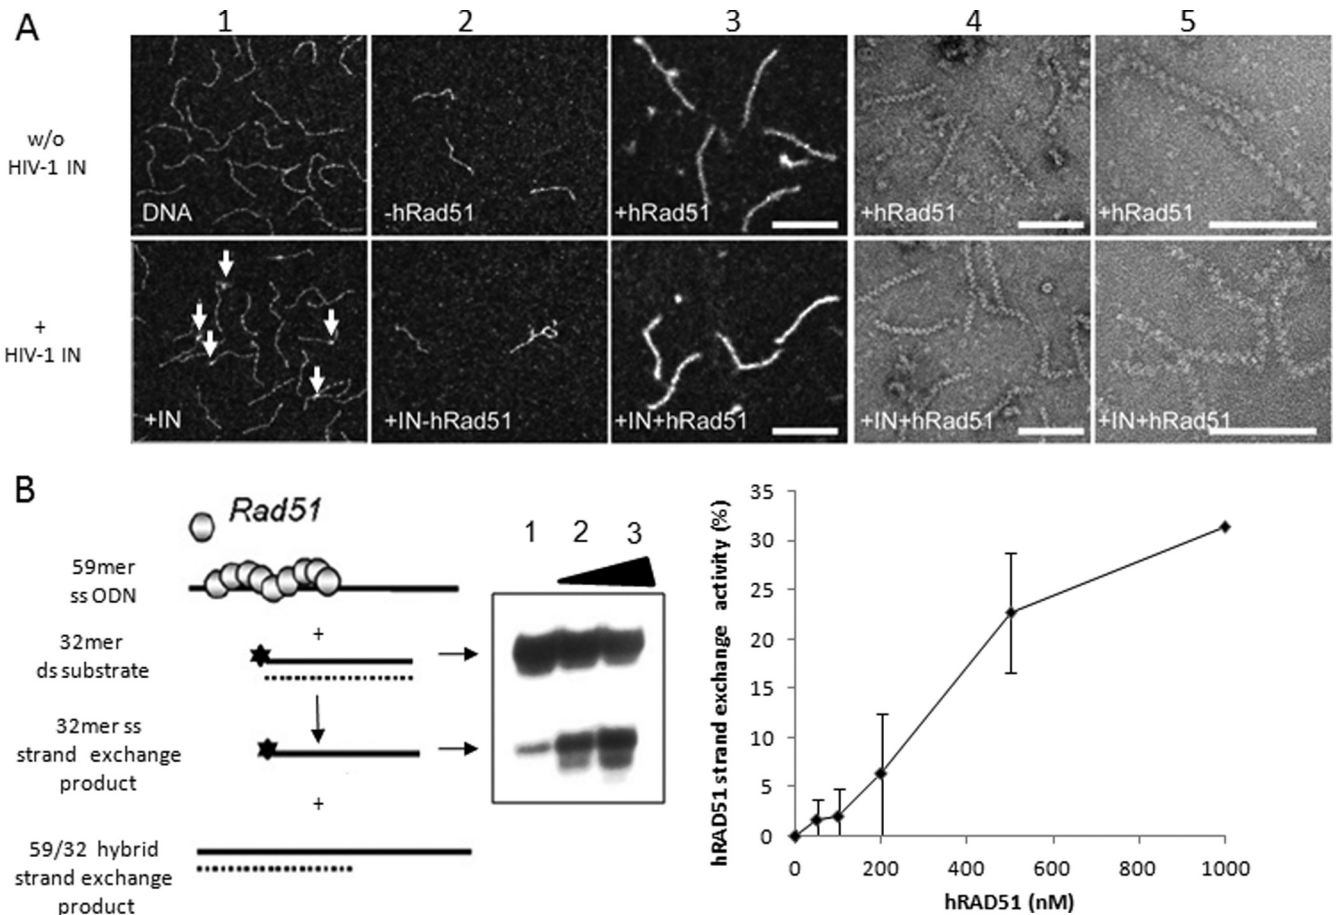 A
1 2 3 4 5
w/o
HIV-1 IN
DNA
-hRad51
+hRad51
+hRad51
+hRad51
+
HIV-1 IN
+IN
+IN-hRad51
+IN+hRad51
+IN+hRad51
+IN+hRad51
B
Rad51
59mer
ss ODN
+
32mer
ds substrate
32mer ss
strand exchange
product
+
59/32 hybrid
strand exchange
product
1 2 3
hRAD51 strand exchange activity (%)
35
30
25
20
15
10
5
0
0 200 400 600 800 1000
hRAD51 (nM)